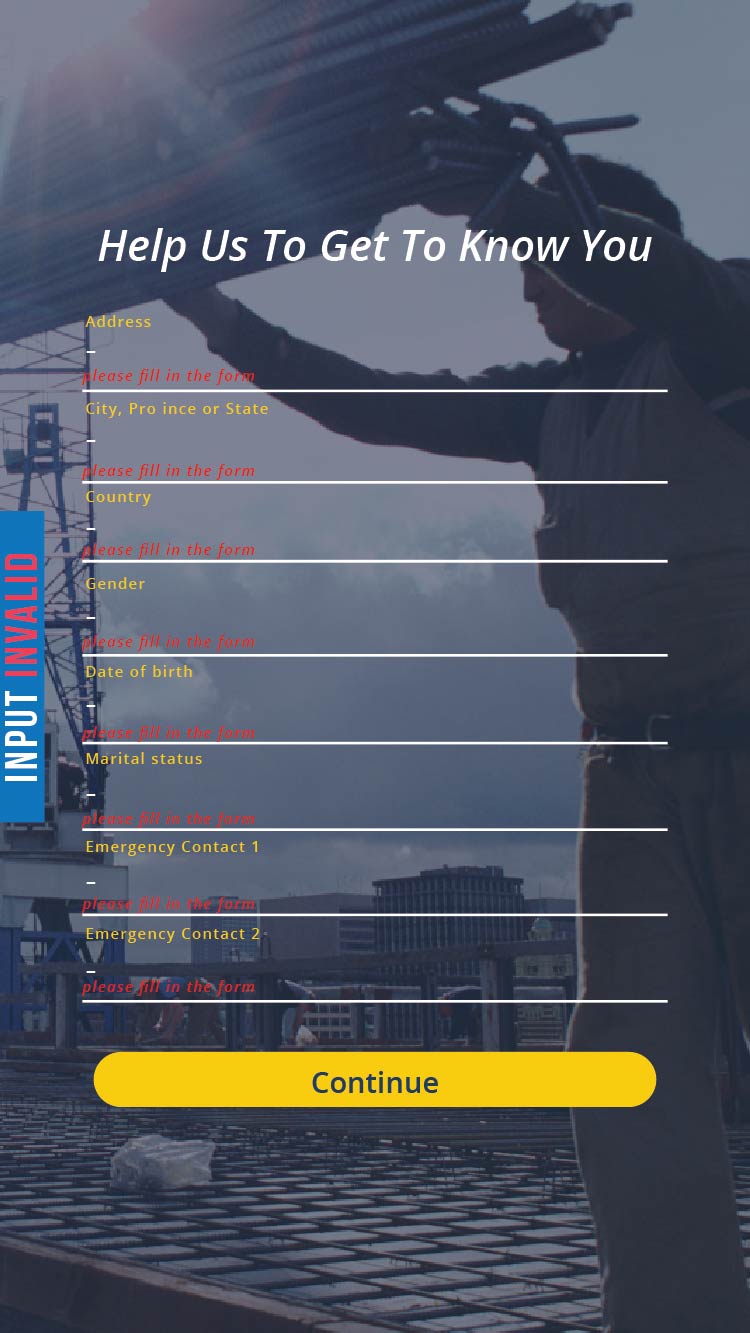 Help Us To Get To Know You
Address
–
please fill in the form
City, Pro ince or State
–
please fill in the form
Country
–
please fill in the form
Gender
–
please fill in the form
Date of birth
–
please fill in the form
Marital status
–
please fill in the form
Emergency Contact 1
–
please fill in the form
Emergency Contact 2
–
please fill in the form
Continue
INPUT INVALID